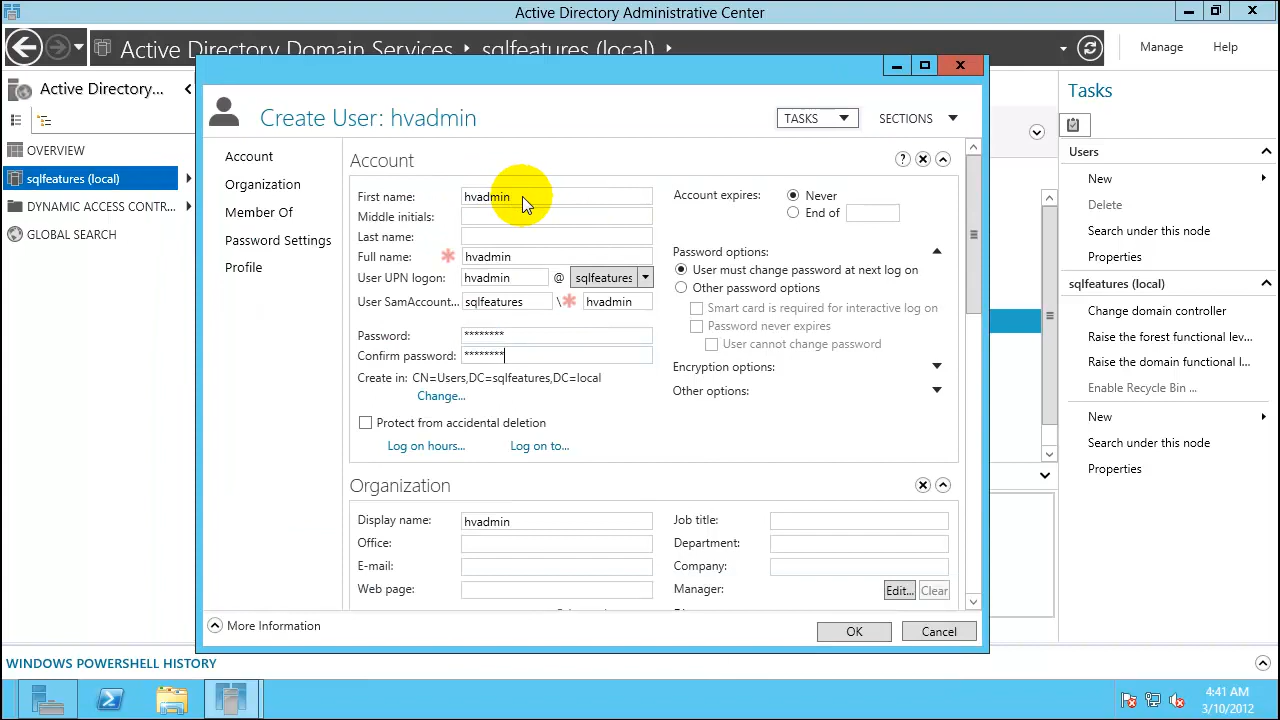 Active Directory Administrative Center
Active Directory Domain Services
sqlfeatures (local)
Manage
Help
Active Directory...
OVERVIEW
sqlfeatures (local)
DYNAMIC ACCESS CONTR...
GLOBAL SEARCH
Create User: hvadmin
TASKS
SECTIONS
Account
Organization
Member Of
Password Settings
Profile
Account
First name: hvadmin
Middle initials:
Last name:
Full name: * hvadmin
User UPN logon: hvadmin @ sqlfeatures
User SamAccount... sqlfeatures \ * hvadmin
Password: ********
Confirm password: ********
Create in: CN=Users,DC=sqlfeatures,DC=local
Change...
Protect from accidental deletion
Log on hours... Log on to...
Account expires: Never
End of
Password options:
User must change password at next log on
Other password options
Smart card is required for interactive log on
Password never expires
User cannot change password
Encryption options:
Other options:
Organization
Display name: hvadmin
Office:
E-mail:
Web page:
Job title:
Department:
Company:
Manager: Edit... Clear
More Information
OK Cancel
Tasks
Users
New
Delete
Search under this node
Properties
sqlfeatures (local)
Change domain controller
Raise the forest functional lev...
Raise the domain functional l...
Enable Recycle Bin ...
New
Search under this node
Properties
WINDOWS POWERSHELL HISTORY
4:41 AM
3/10/2012